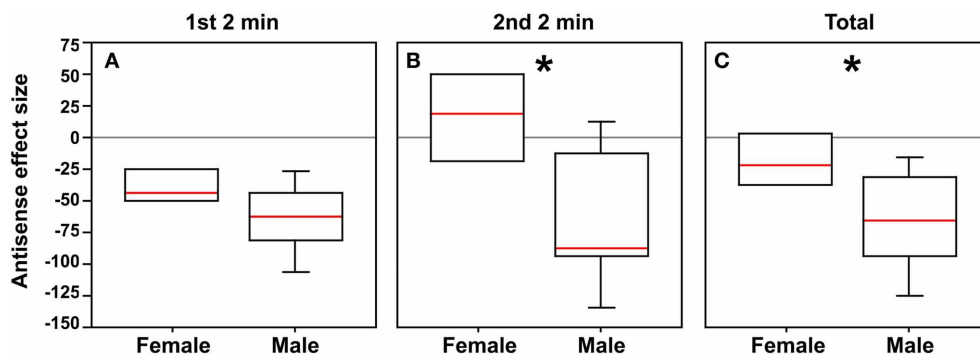 1st 2 min
2nd 2 min
Total
Antisense effect size
75
50
25
0
-25
-50
-75
-100
-125
-150
A
B
*
C
*
Female Male
Female Male
Female Male